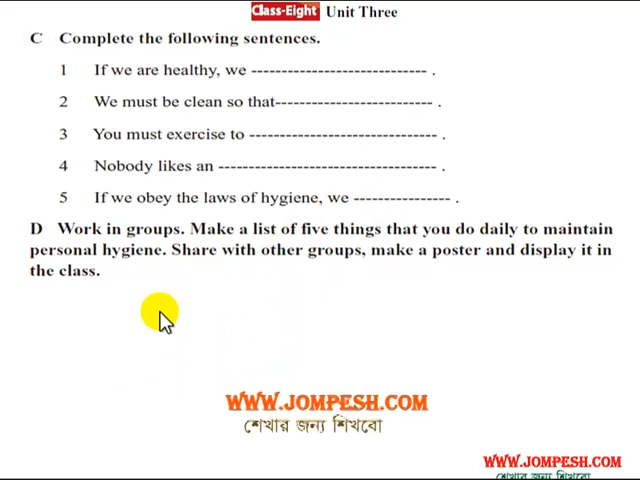 Class-Eight Unit Three
C Complete the following sentences.
1 If we are healthy, we ----------------------------- .
2 We must be clean so that-------------------------- .
3 You must exercise to ------------------------------- .
4 Nobody likes an ------------------------------------ .
5 If we obey the laws of hygiene, we ---------------- .
D Work in groups. Make a list of five things that you do daily to maintain
personal hygiene. Share with other groups, make a poster and display it in
the class.
WWW.JOMPESH.COM
শেখার জন্য শিখবো
WWW.JOMPESH.COM
শেখার জন্য শিখবো